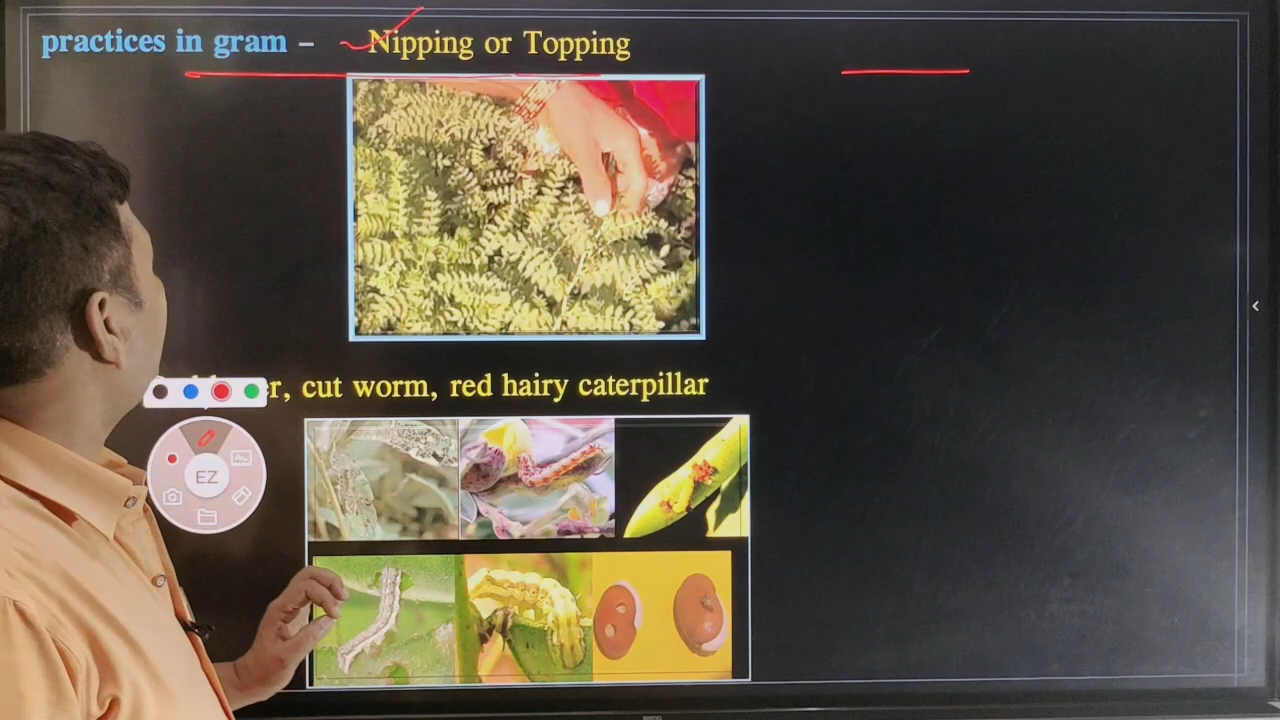 practices in gram – Nipping or Topping
cut worm, red hairy caterpillar
EZ